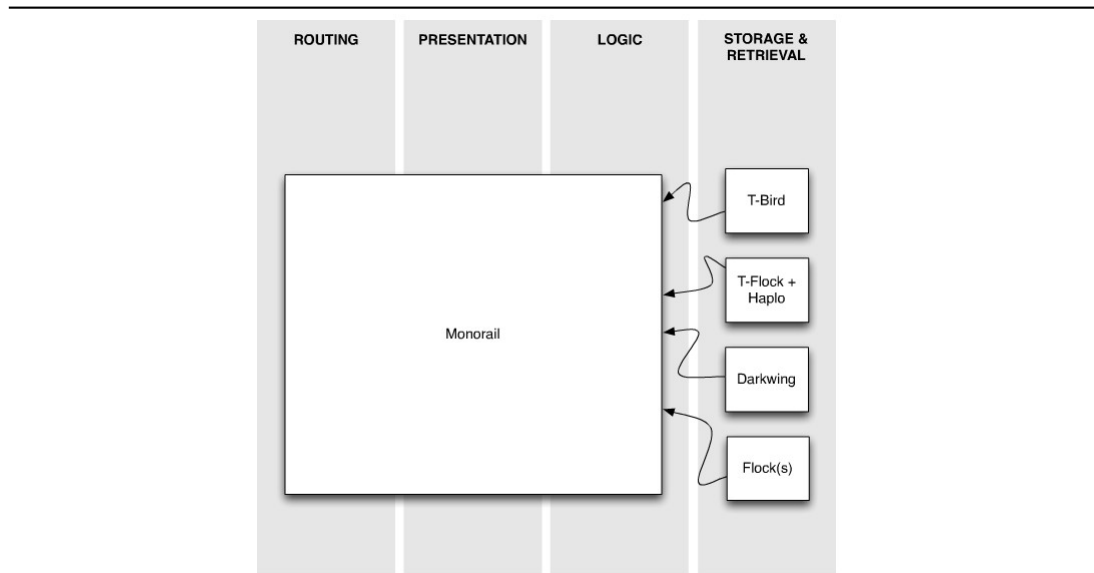 ROUTING
PRESENTATION
LOGIC
STORAGE &
RETRIEVAL
T-Bird
T-Flock +
Haplo
Monorail
Darkwing
Flock(s)